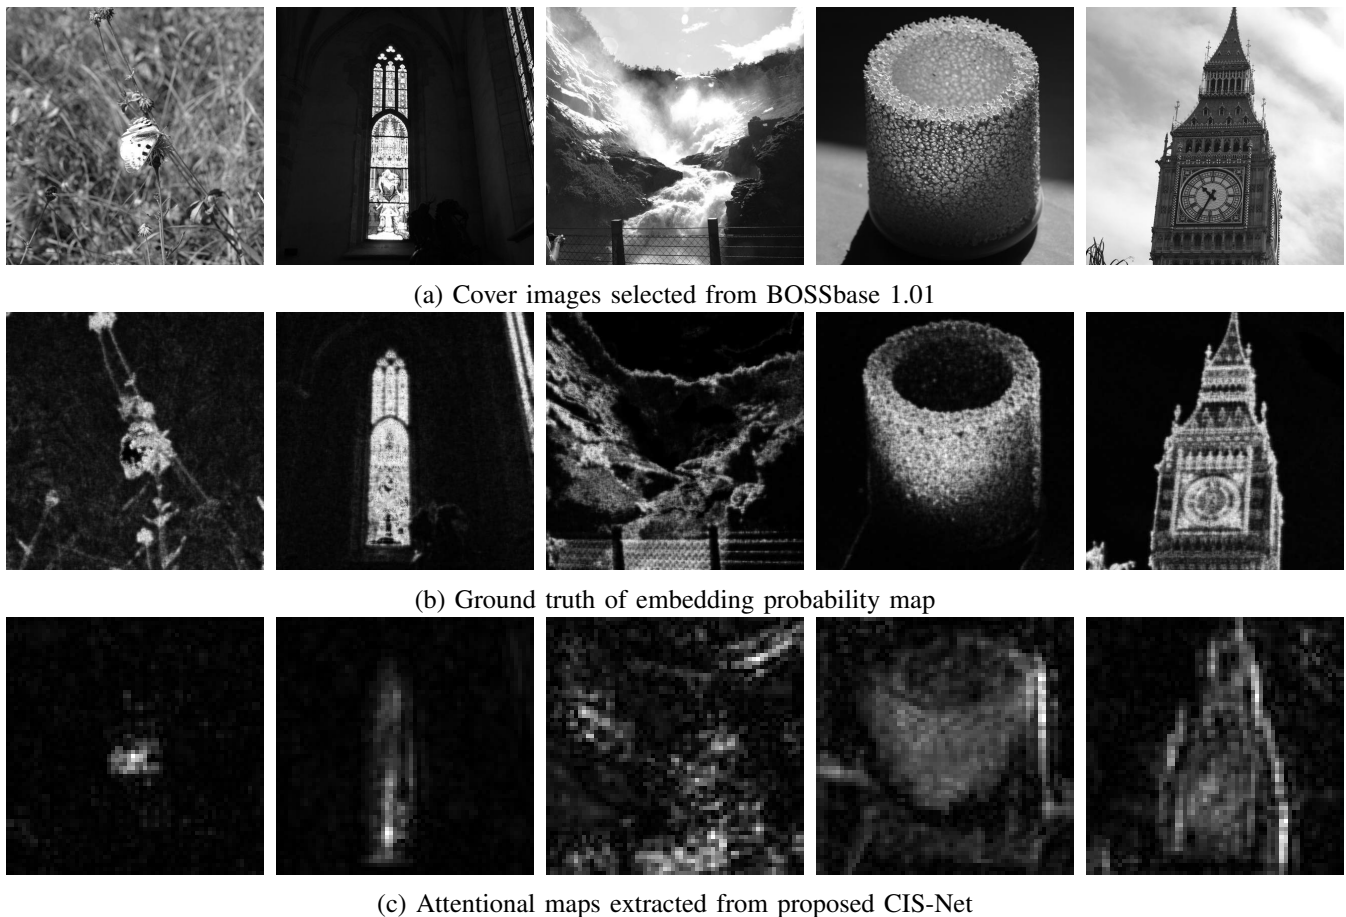 (a) Cover images selected from BOSSbase 1.01
(b) Ground truth of embedding probability map
(c) Attentional maps extracted from proposed CIS-Net